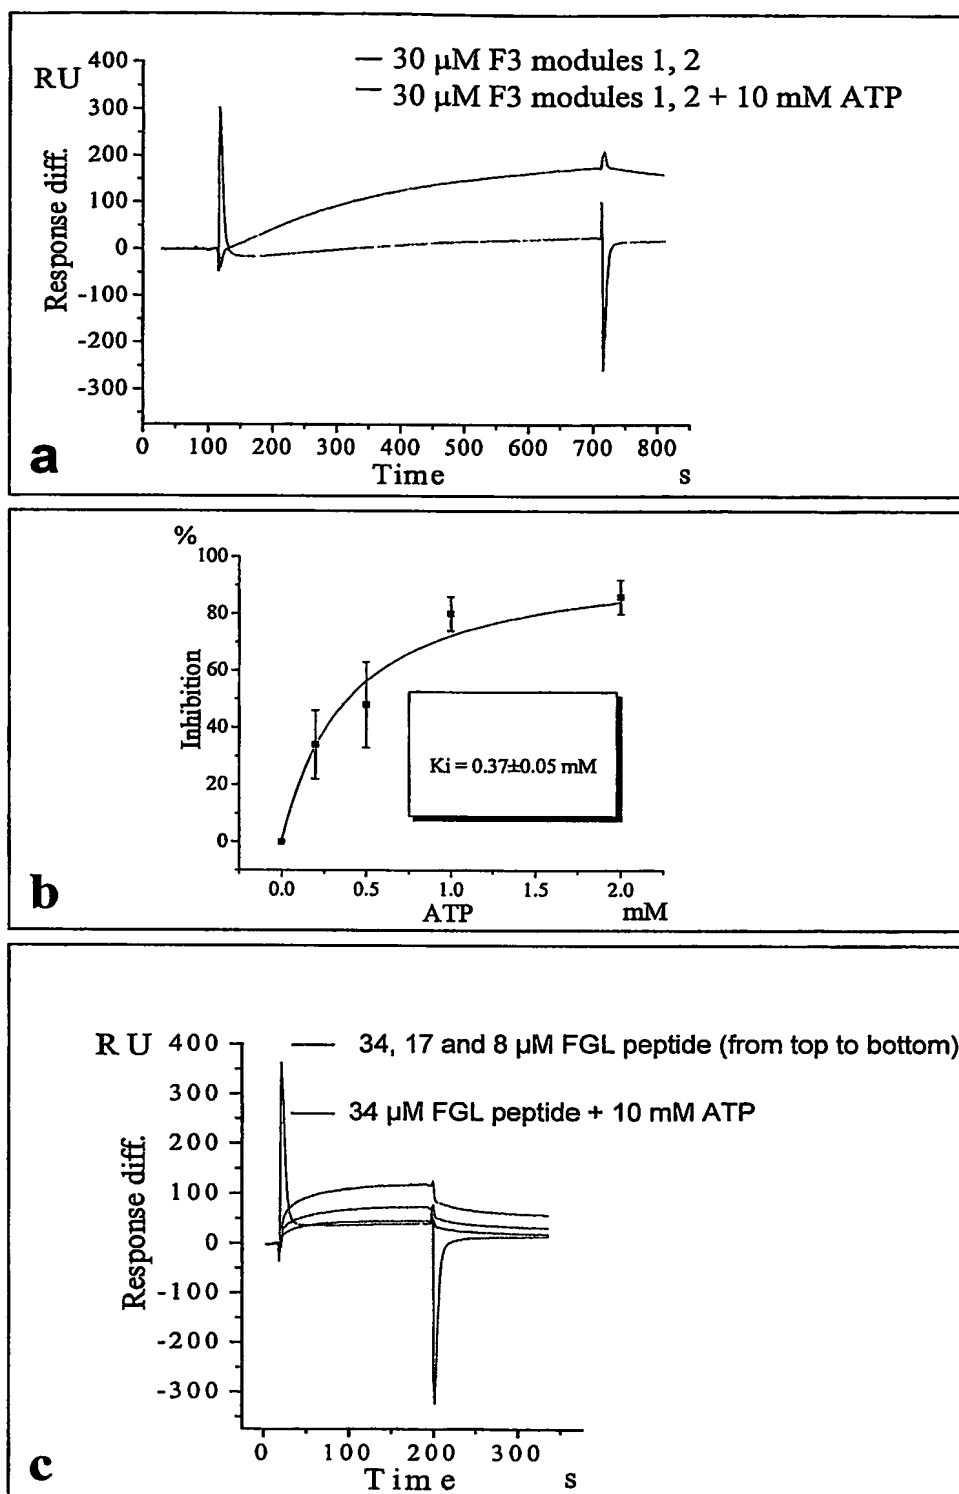 RU
400
300
200
100
0
-100
-200
-300
Response diff.
— 30 µM F3 modules 1, 2
— 30 µM F3 modules 1, 2 + 10 mM ATP
0 100 200 300 400 500 600 700 800
Time s
a
%
100
80
60
40
20
0
Inhibition
Ki = 0.37±0.05 mM
0.0 0.5 1.0 1.5 2.0
ATP mM
b
RU
400
300
200
100
0
-100
-200
-300
Response diff.
— 34, 17 and 8 µM FGL peptide (from top to bottom)
— 34 µM FGL peptide + 10 mM ATP
0 100 200 300
Time s
c